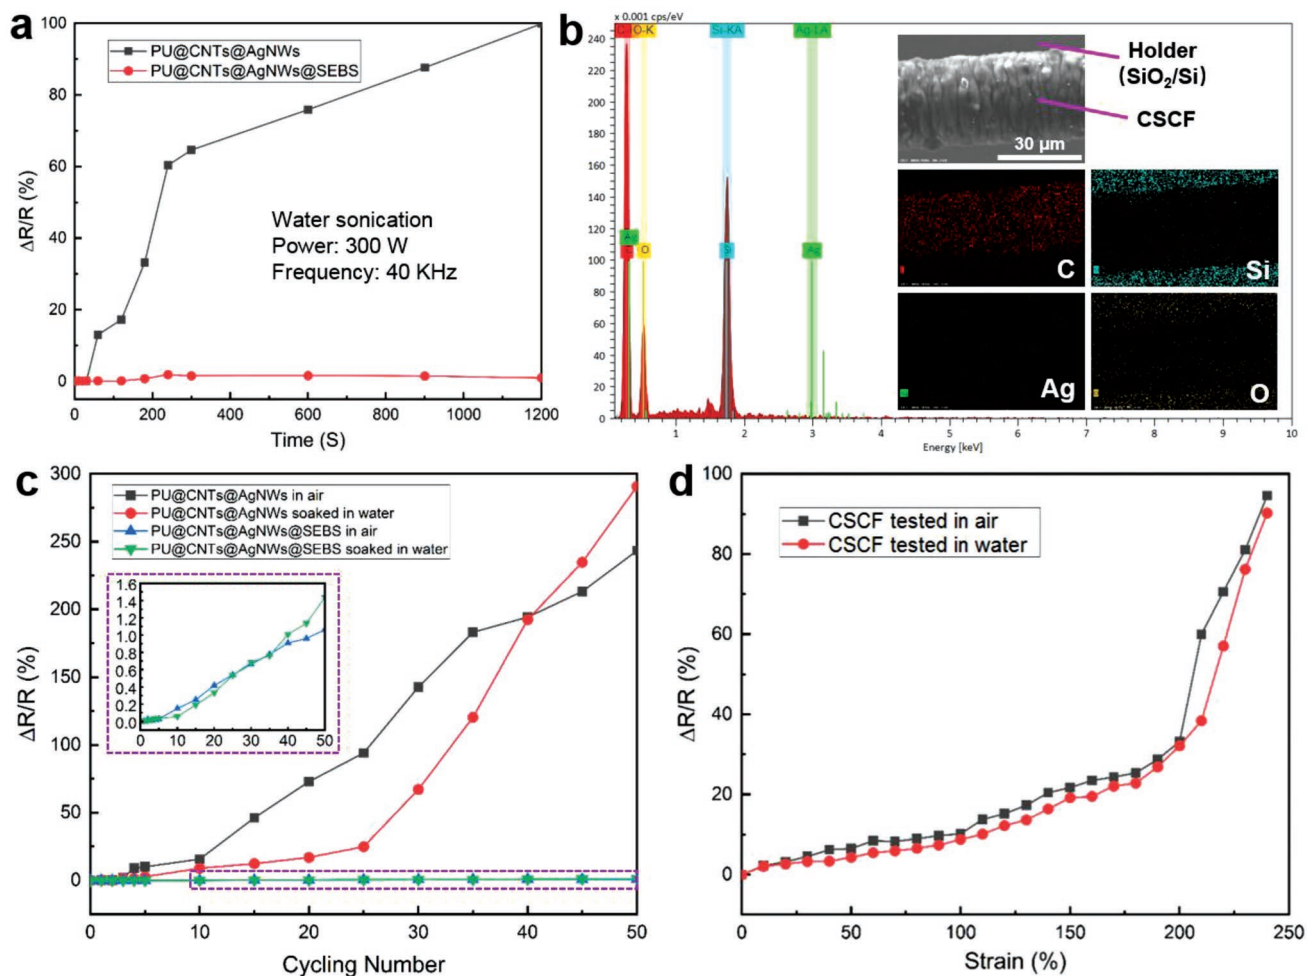 a
100
80
60
40
20
0
ΔR/R (%)
PU@CNTs@AgNWs
PU@CNTs@AgNWs@SEBS
Water sonication
Power: 300 W
Frequency: 40 KHz
0 200 400 600 800 1000 1200
Time (S)
b
x 0.001 cps/eV
240
220
200
180
160
140
120
100
80
60
40
20
0
O-K Si-KA Ag-LA
Ag
C O Si Ag
1 2 3 4 5 6 7 8 9 10
Energy [keV]
Holder
(SiO₂/Si)
CSCF
30 μm
C
Si
Ag
O
c
300
250
200
150
100
50
0
ΔR/R (%)
PU@CNTs@AgNWs in air
PU@CNTs@AgNWs soaked in water
PU@CNTs@AgNWs@SEBS in air
PU@CNTs@AgNWs@SEBS soaked in water
1.6
1.4
1.2
1.0
0.8
0.6
0.4
0.2
0.0
0 10 20 30 40 50
0 10 20 30 40 50
Cycling Number
d
100
80
60
40
20
0
ΔR/R (%)
CSCF tested in air
CSCF tested in water
0 50 100 150 200 250
Strain (%)